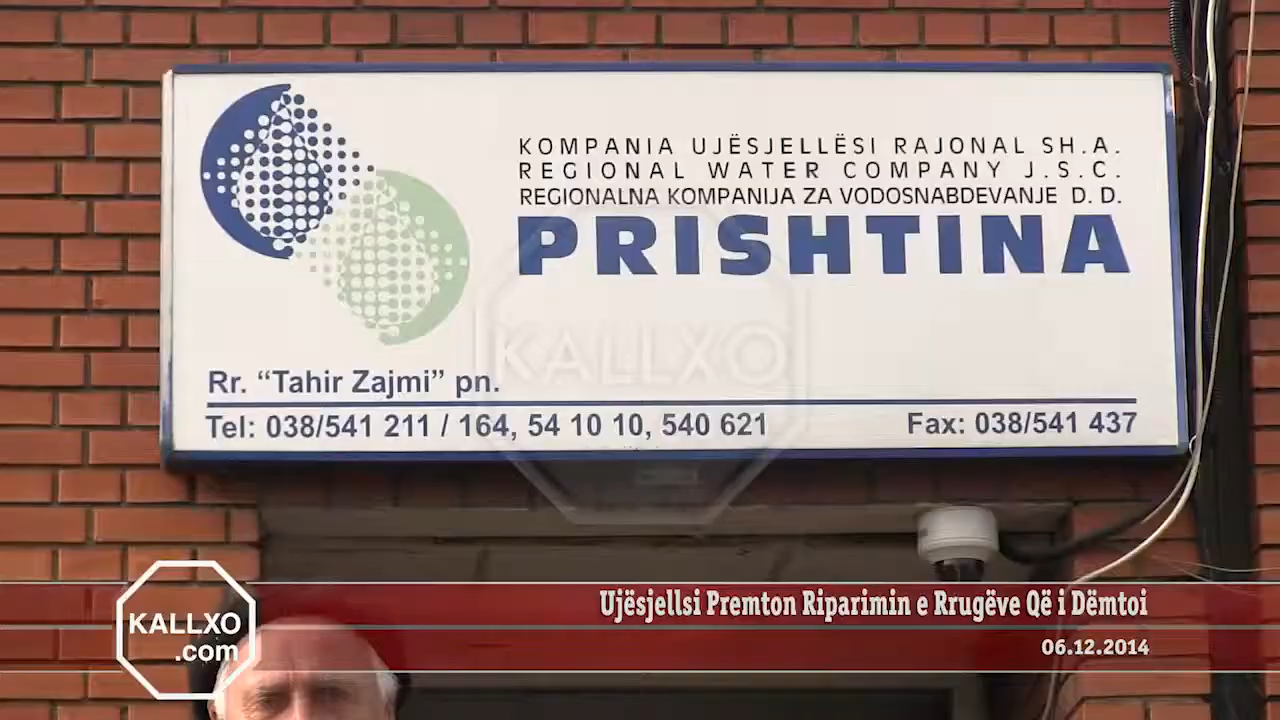 KOMPANIA UJËSJELLËSI RAJONAL SH.A.
REGIONAL WATER COMPANY J.S.C.
REGIONALNA KOMPANIJA ZA VODOSNABDEVANJE D.D.
PRISHTINA
KALLXO
Rr. “Tahir Zajmi” pn.
Tel: 038/541 211 / 164, 54 10 10, 540 621
Fax: 038/541 437
KALLXO
.com
Ujësjellsi Premton Riparimin e Rrugëve Që i Dëmtoi
06.12.2014